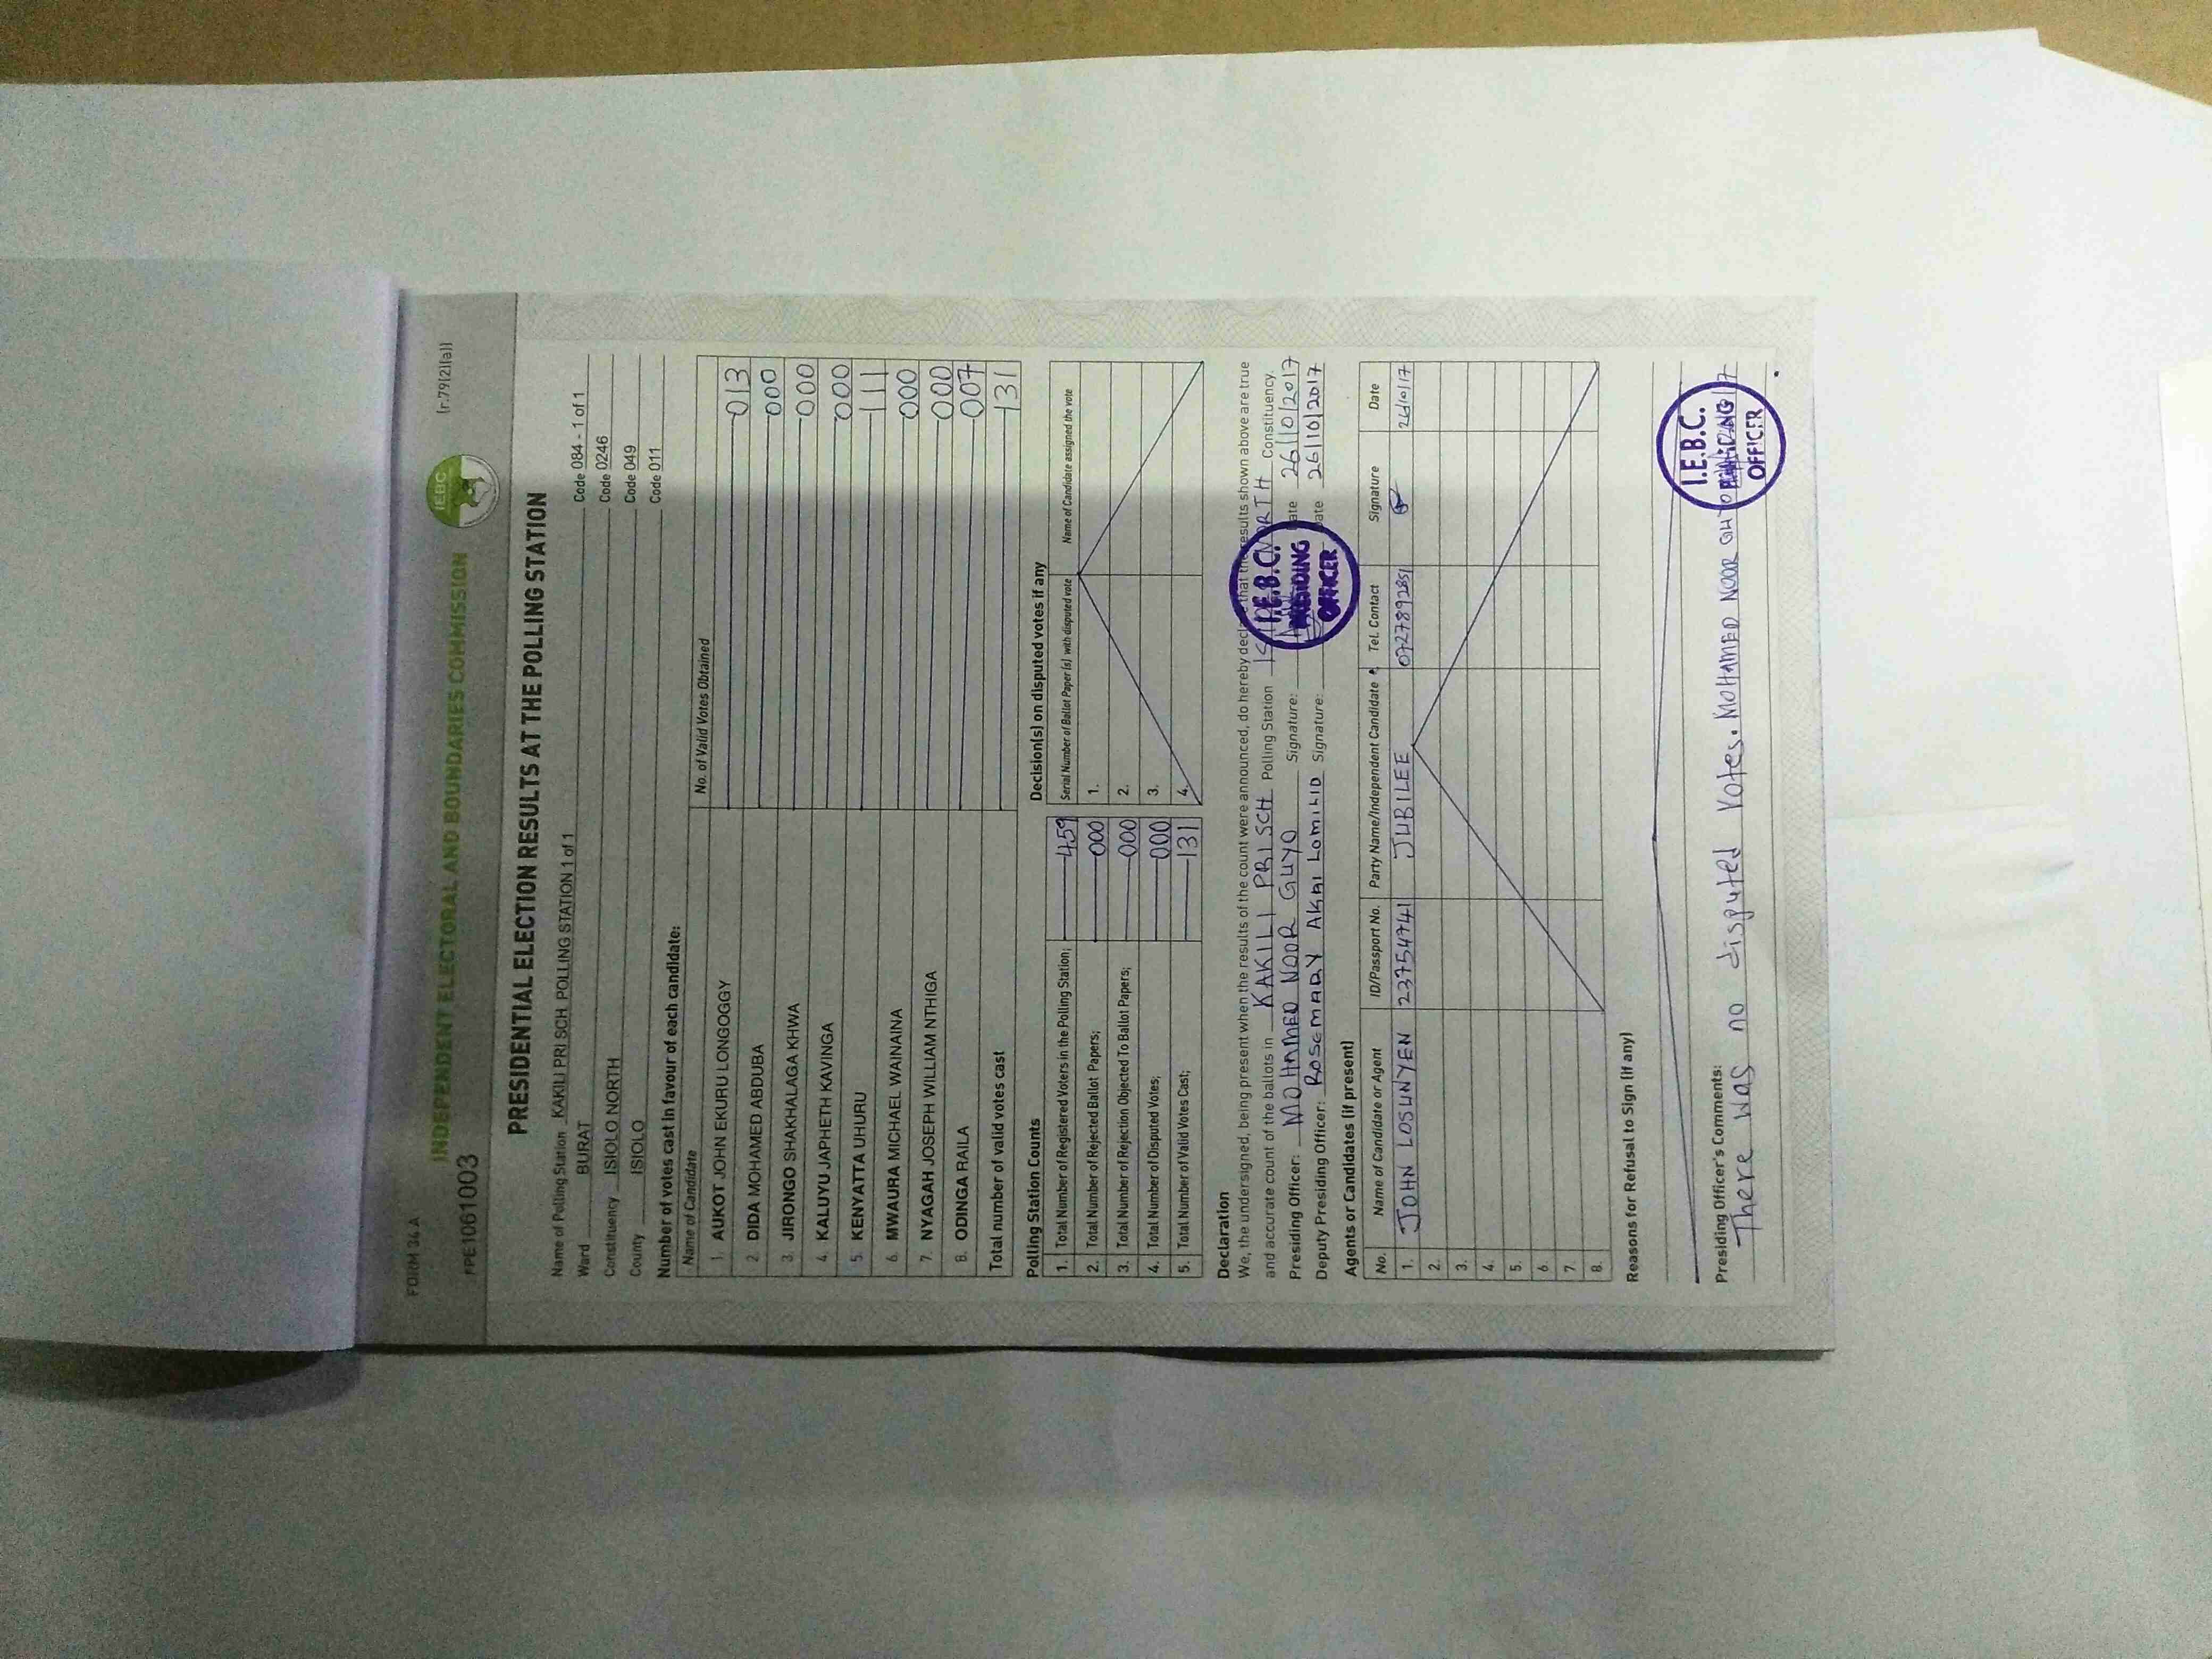 FORM 34 A
(r.79(2)(a))
PPE1061003
INDEPENDENT ELECTORAL AND BOUNDARIES COMMISSION
IEBC
PRESIDENTIAL ELECTION RESULTS AT THE POLLING STATION
Name of Polling Station KAKILI PRI SCH. POLLING STATION 1 of 1 Code 084 - 1 of 1
Ward BURAT Code 0246
Constituency ISIOLO NORTH Code 049
County ISIOLO Code 011
Number of votes cast in favour of each candidate:
Name of Candidate No. of Valid Votes Obtained
1. AUKOT JOHN EKURU LONGOGGY 013
2. DIDA MOHAMED ABDUBA 000
3. JIRONGO SHAKHALAGA KHWA 000
4. KALUYU JAPHETH KAVINGA 000
5. KENYATTA UHURU 111
6. MWAURA MICHAEL WAINAINA 000
7. NYAGAH JOSEPH WILLIAM NTHIGA 000
8. ODINGA RAILA 007
Total number of valid votes cast 131
Polling Station Counts
1. Total Number of Registered Voters in the Polling Station; 459
2. Total Number of Rejected Ballot Papers; 000
3. Total Number of Rejection Objected To Ballot Papers; 000
4. Total Number of Disputed Votes; 000
5. Total Number of Valid Votes Cast; 131
Decision(s) on disputed votes if any
Serial Number of Ballot Paper (s) with disputed vote Name of Candidate assigned the vote
1.
2.
3.
4.
Declaration
We, the undersigned, being present when the results of the count were announced, do hereby declare that the results shown above are true
and accurate count of the ballots in KAKILI PRI SCH Polling Station ISIOLO NORTH Constituency.
Presiding Officer: MOHAMED NOOR GUYO Signature: Date 26/10/2017
Deputy Presiding Officer: ROSEMARY AKAI LOMILIO Signature: Date 26/10/2017
I.E.B.C.
PRESIDING
OFFICER
Agents or Candidates (if present)
No. Name of Candidate or Agent ID/Passport No. Party Name/Independent Candidate Tel. Contact Signature Date
1. JOHN LOSUNYEN 23754741 JUBILEE 0727892851 26/10/17
2.
3.
4.
5.
6.
7.
8.
Reasons for Refusal to Sign (if any)
Presiding Officer's Comments:
There was no disputed votes. MOHAMED NOOR GUYO
I.E.B.C.
PRESIDING
OFFICER